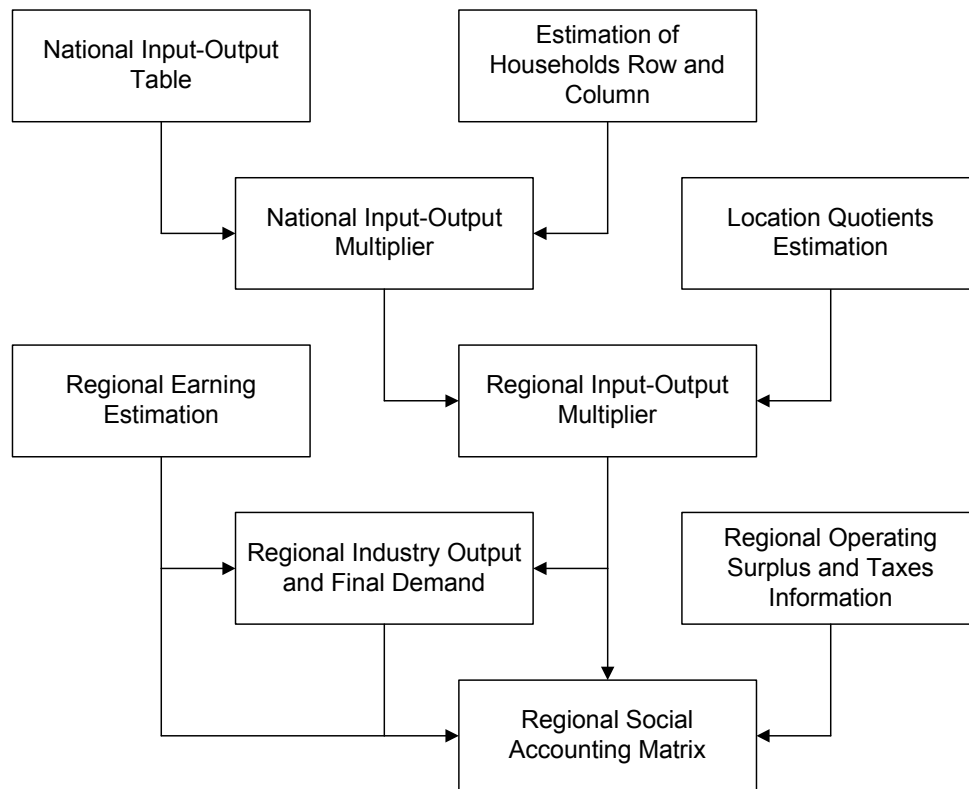 National Input-Output
Table
Estimation of
Households Row and
Column
National Input-Output
Multiplier
Location Quotients
Estimation
Regional Earning
Estimation
Regional Input-Output
Multiplier
Regional Industry Output
and Final Demand
Regional Operating
Surplus and Taxes
Information
Regional Social
Accounting Matrix